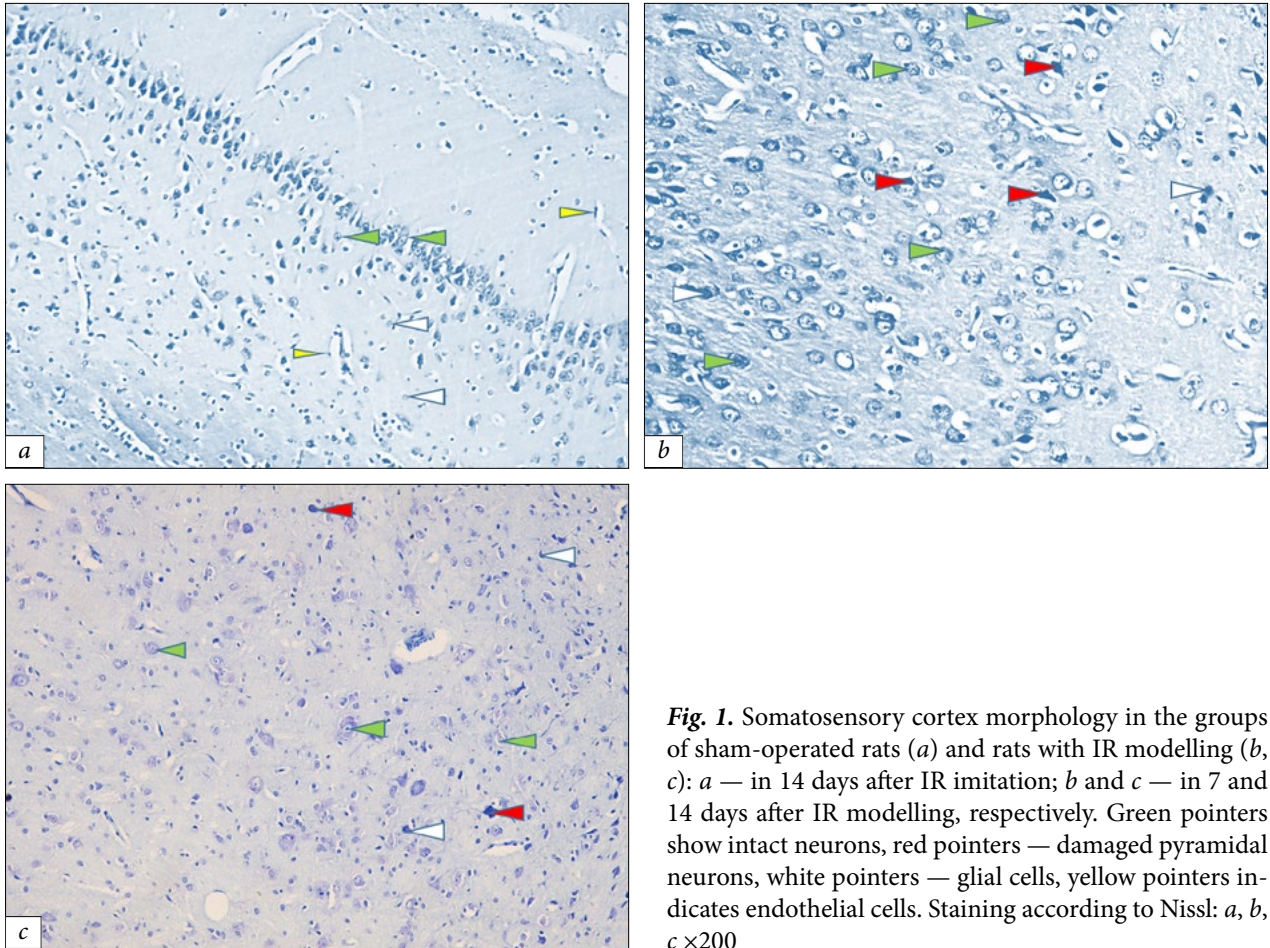 a
b
c
Fig. 1. Somatosensory cortex morphology in the groups
of sham-operated rats (a) and rats with IR modelling (b,
c): a — in 14 days after IR imitation; b and c — in 7 and
14 days after IR modelling, respectively. Green pointers
show intact neurons, red pointers — damaged pyramidal
neurons, white pointers — glial cells, yellow pointers in-
dicates endothelial cells. Staining according to Nissl: a, b,
c ×200